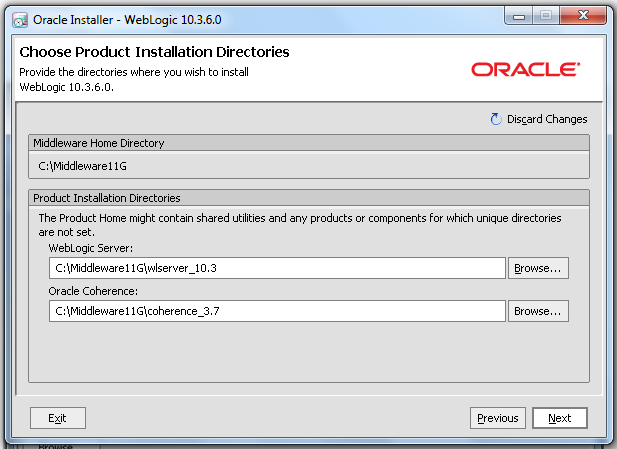 Oracle Installer - WebLogic 10.3.6.0
Choose Product Installation Directories
Provide the directories where you wish to install
WebLogic 10.3.6.0.
ORACLE
Discard Changes
Middleware Home Directory
C:\Middleware11G
Product Installation Directories
The Product Home might contain shared utilities and any products or components for which unique directories
are not set.
WebLogic Server:
C:\Middleware11G\wlserver_10.3
Browse...
Oracle Coherence:
C:\Middleware11G\coherence_3.7
Browse...
Exit
Previous
Next
Browse